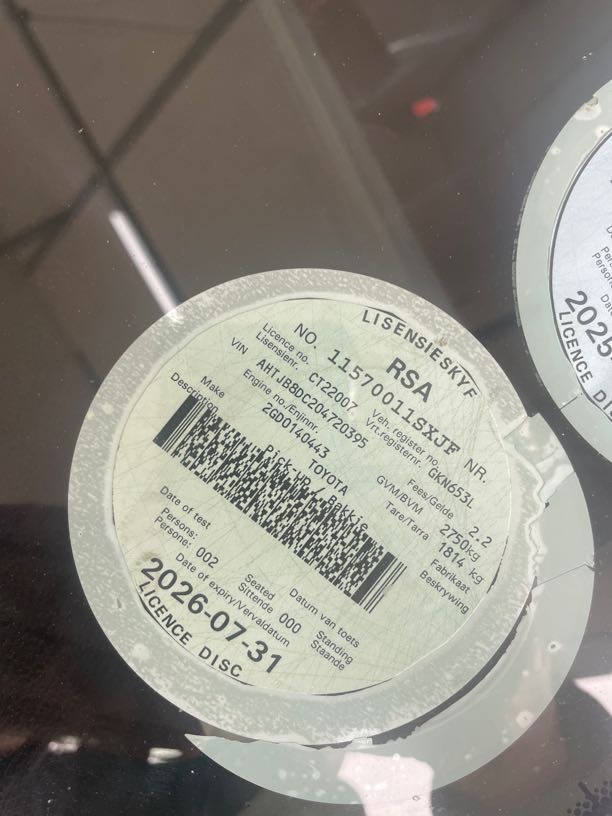 LISENSIESKYF
RSA
NO. 11570011SXJF NR.
Licence no.
Lisensienr.
Veh. register no.
Vrt.registernr. GKN653L
VIN AHTJB8DC204720395
Fees/Gelde 2.2
Engine no./Enjinnr. 2GD0140443
GVM/BVM 2750kg
Tare/Tarra 1814 kg
Make TOYOTA Fabrikaat
Description Pick-up / Bakkie Beskrywing
Date of test Datum van toets
Persons:
Persone: 002
Seated
Sittende 000
Standing
Staande
Date of expiry/Vervaldatum
2026-07-31
LICENCE DISC
2025
LICENCE DI